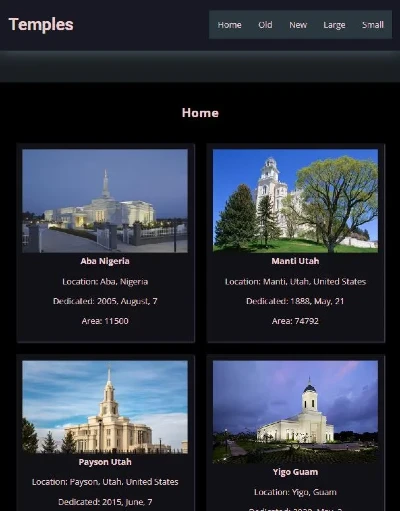 Temples
Home Old New Large Small
Home
Aba Nigeria
Location: Aba, Nigeria
Dedicated: 2005, August, 7
Area: 11500
Manti Utah
Location: Manti, Utah, United States
Dedicated: 1888, May, 21
Area: 74792
Payson Utah
Location: Payson, Utah, United States
Dedicated: 2015, June, 7
Yigo Guam
Location: Yigo, Guam